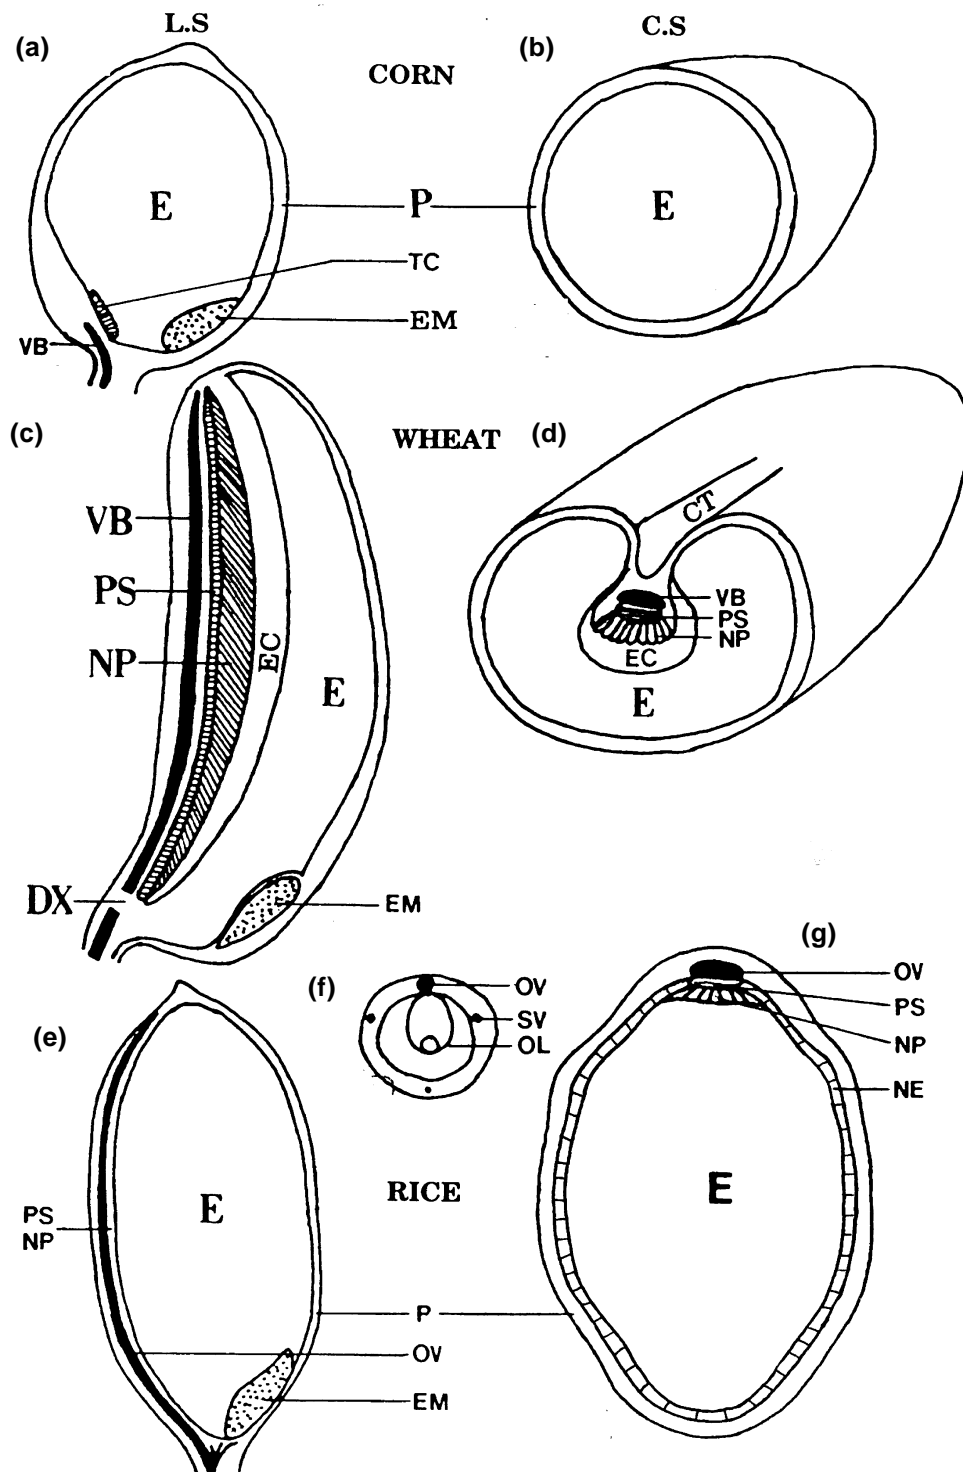 L.S
C.S
(a)
(b)
CORN
E
P
E
TC
EM
VB
(c)
WHEAT
(d)
CT
VB
PS
NP
EC
E
VB
PS
NP
EC
E
DX
EM
(g)
(f)
OV
SV
OL
OV
PS
NP
NE
(e)
E
RICE
E
PS
NP
P
OV
EM